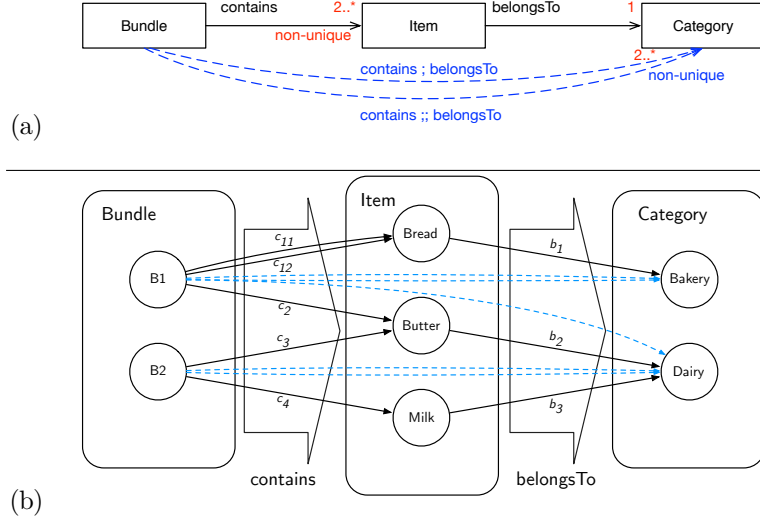 contains 2..* belongsTo 1
Bundle Item Category
non-unique 2..*
contains ; belongsTo non-unique
contains ;; belongsTo
(a)
Bundle Item Category
c11 Bread b1
c12
B1 Bakery
c2
c3 Butter b2
B2 Dairy
c4 b3
Milk
contains belongsTo
(b)